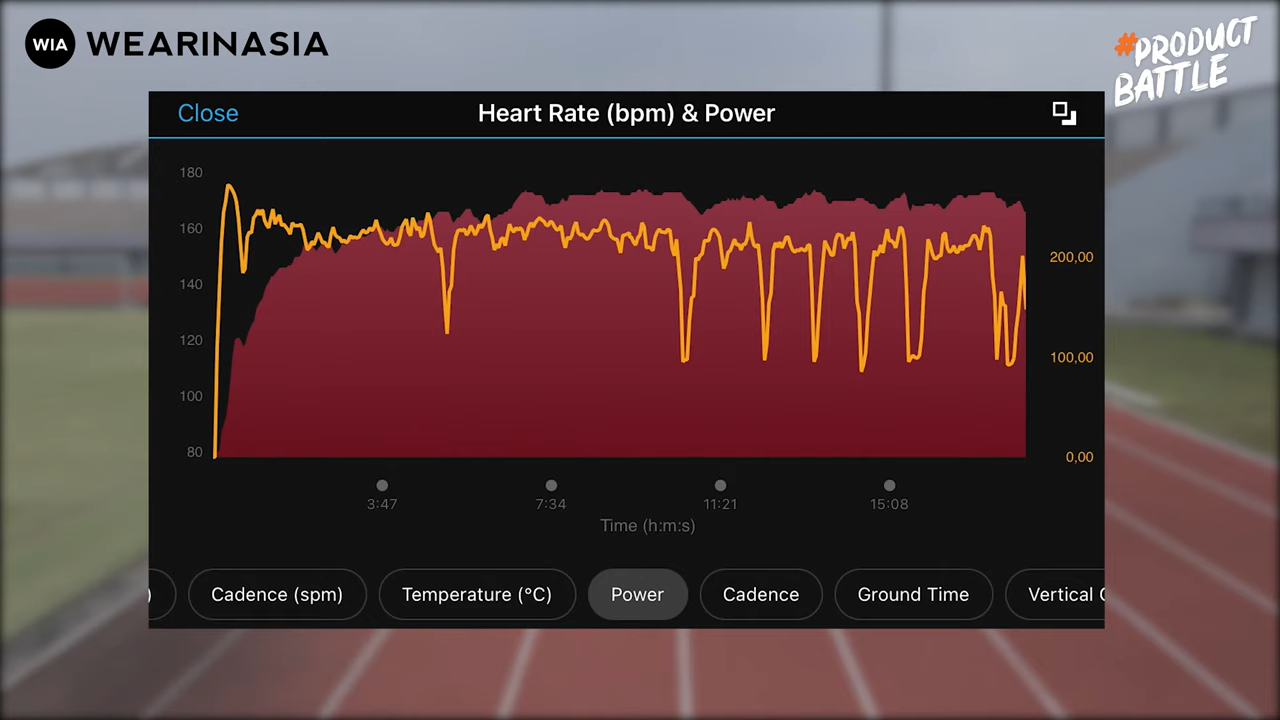 WIA WEARINASIA
#PRODUCT
BATTLE
Close
Heart Rate (bpm) & Power
180
160
140
120
100
80
200,00
100,00
0,00
3:47
7:34
11:21
15:08
Time (h:m:s)
)
Cadence (spm)
Temperature (°C)
Power
Cadence
Ground Time
Vertical